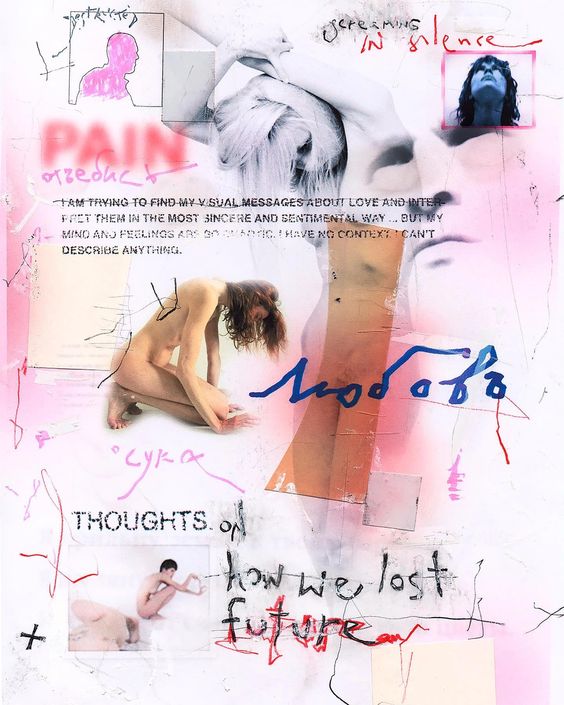 SCREAMING
IN silence
PAIN
I AM TRYING TO FIND MY VISUAL MESSAGES ABOUT LOVE AND INTER-
PRET THEM IN THE MOST SINCERE AND SENTIMENTAL WAY ... BUT MY
MIND AND FEELINGS ARE SO CHAOTIC. I HAVE NO CONTEXT. I CAN'T
DESCRIBE ANYTHING.
любовь
сука
THOUGHTS ON
how we lost
future